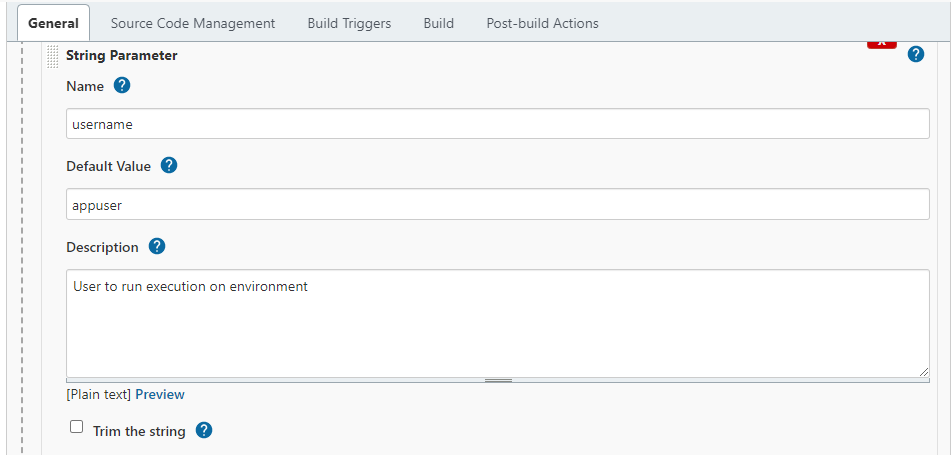 General Source Code Management Build Triggers Build Post-build Actions
String Parameter
Name
username
Default Value
appuser
Description
User to run execution on environment
[Plain text] Preview
Trim the string